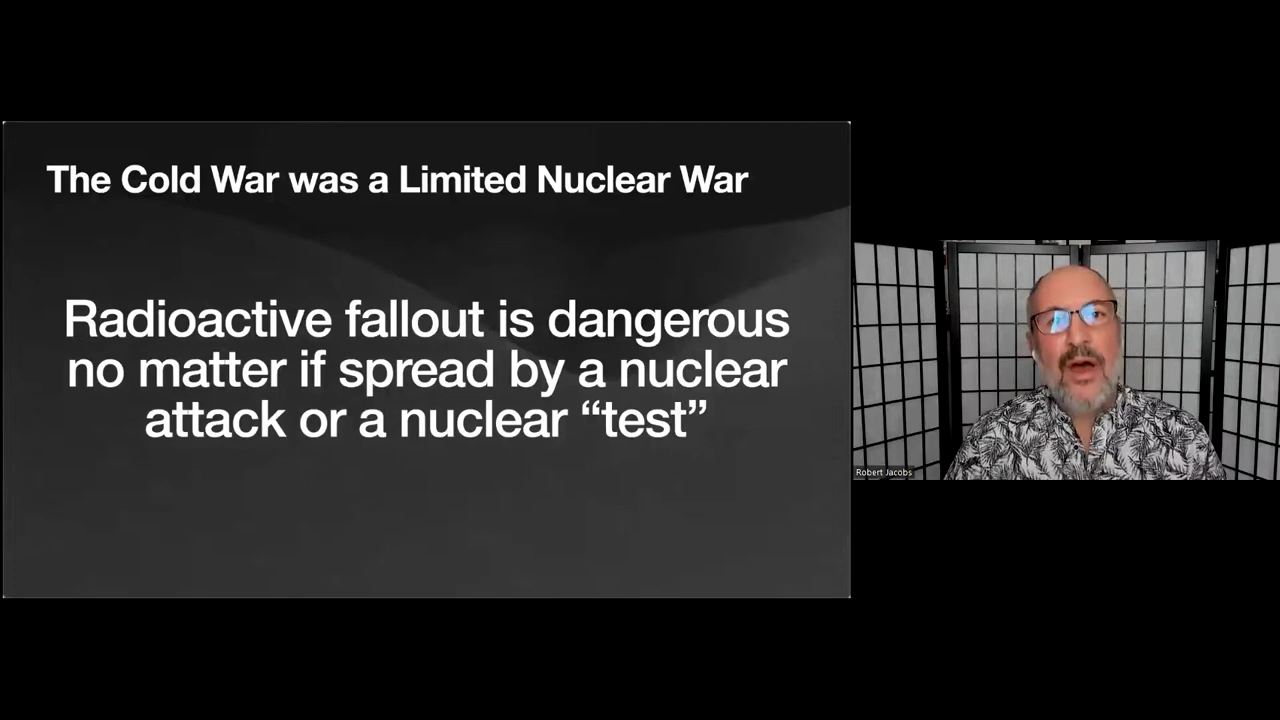 The Cold War was a Limited Nuclear War
Radioactive fallout is dangerous
no matter if spread by a nuclear
attack or a nuclear “test”
Robert Jacobs